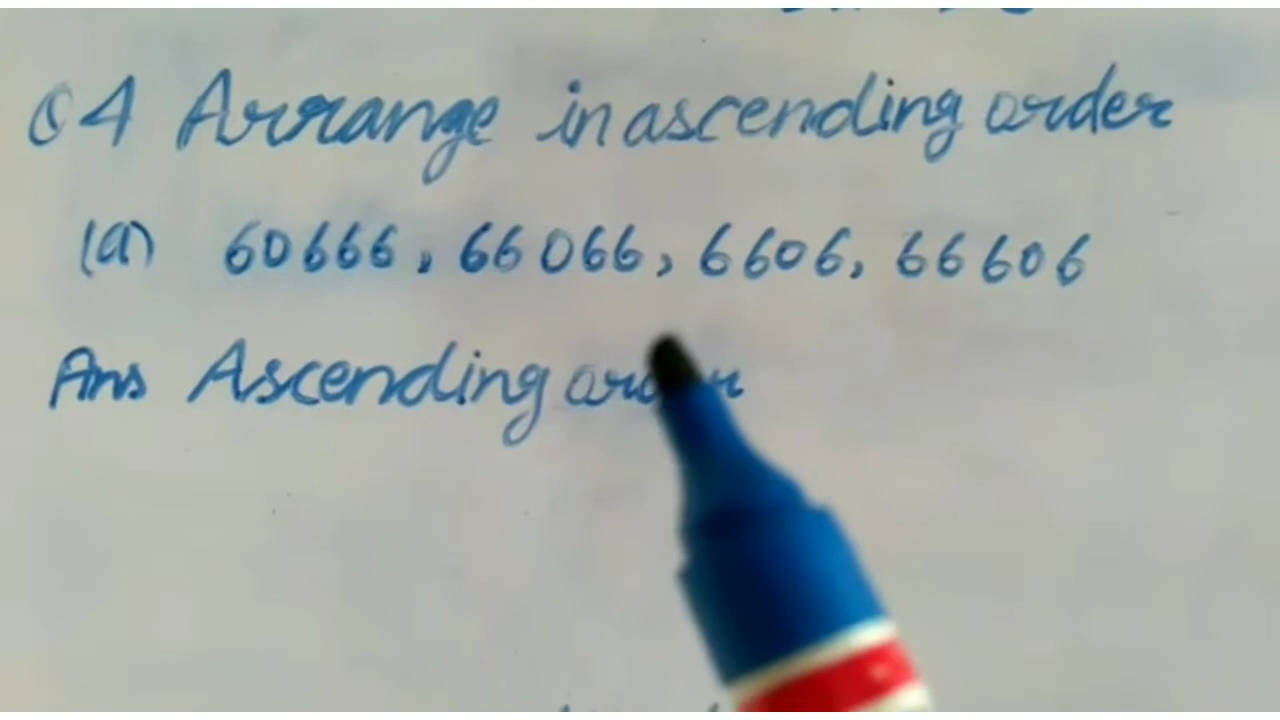 Q4 Arrange in ascending order
(a) 60666, 66066, 6606, 66606
Ans Ascending